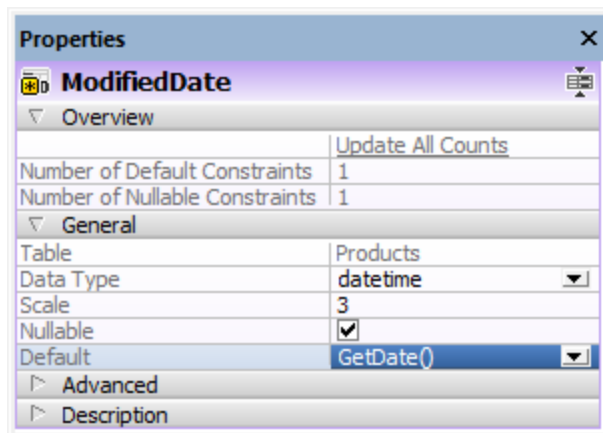 Properties
ModifiedDate
Overview
Update All Counts
Number of Default Constraints 1
Number of Nullable Constraints 1
General
Table Products
Data Type datetime
Scale 3
Nullable
Default GetDate()
Advanced
Description